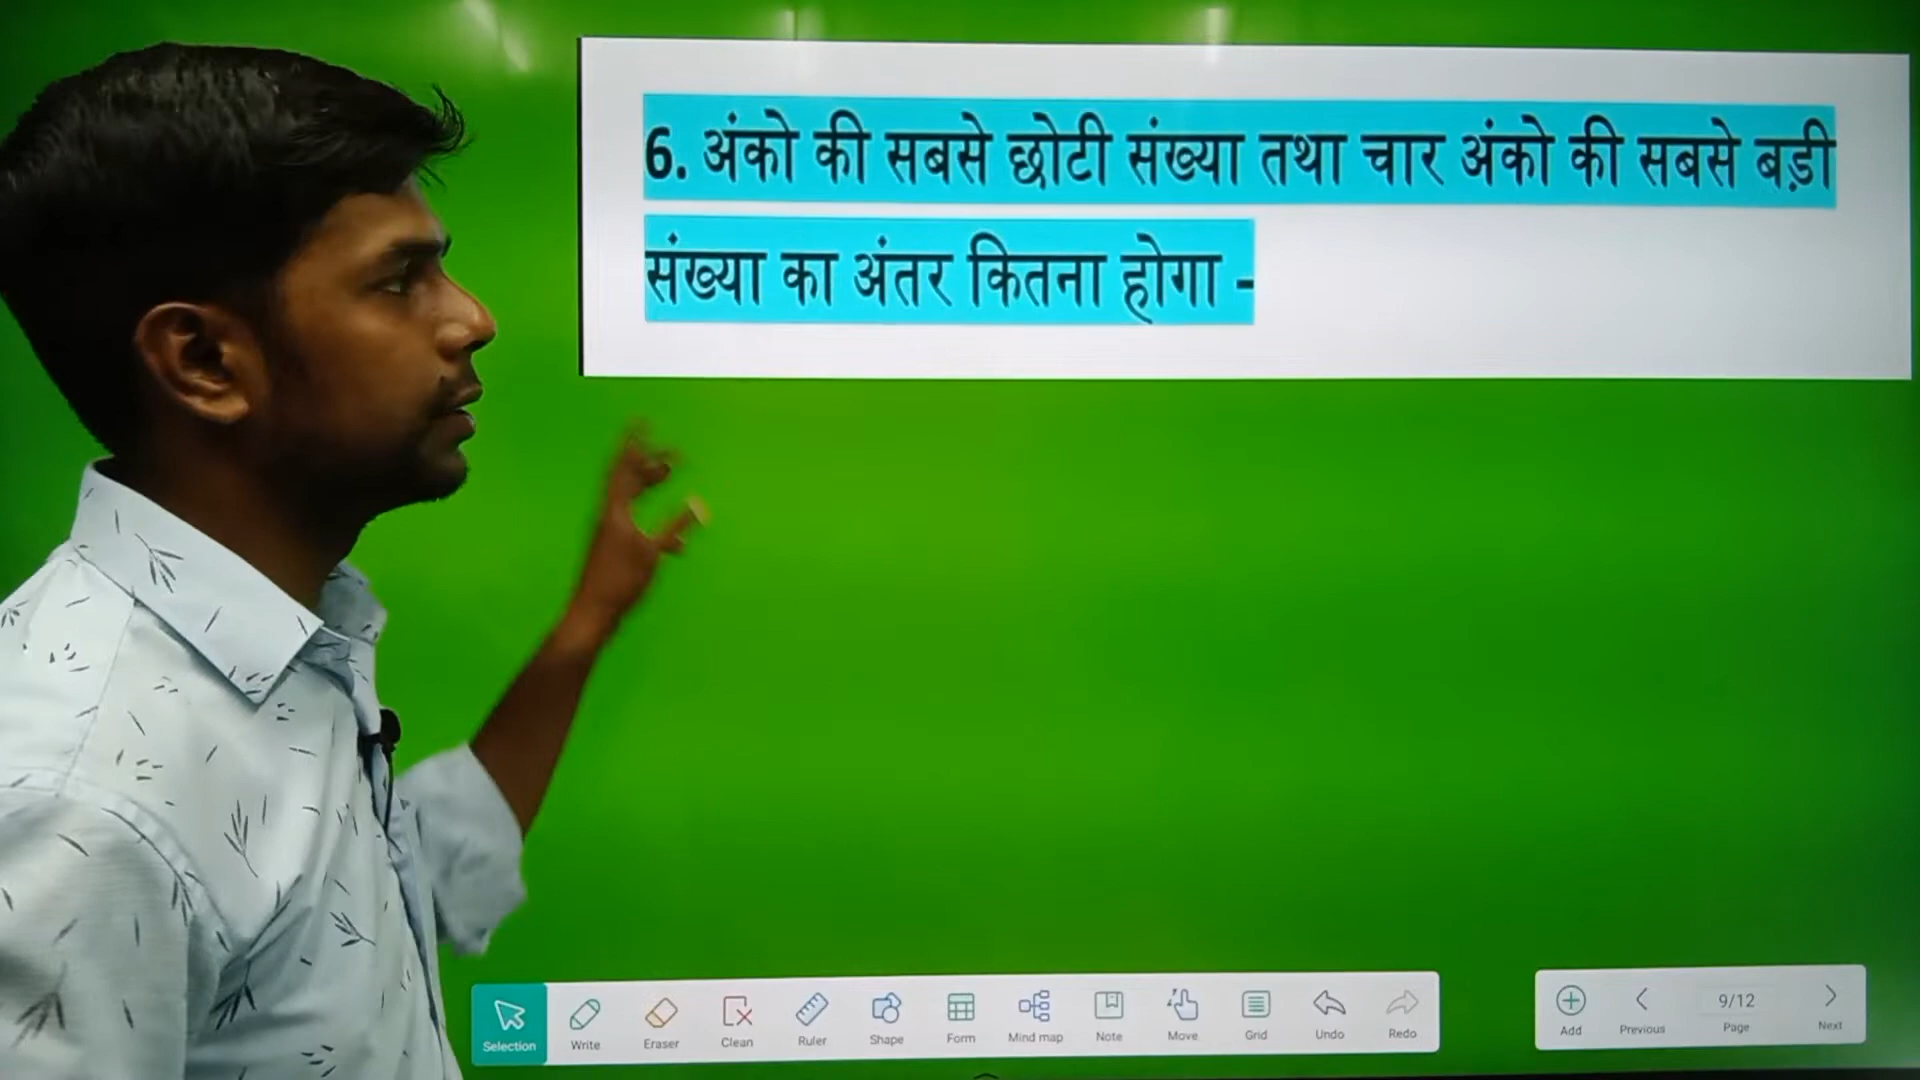 6. अंको की सबसे छोटी संख्या तथा चार अंको की सबसे बड़ी
संख्या का अंतर कितना होगा -
Selection
Write
Eraser
Clean
Ruler
Shape
Form
Mind map
Note
Move
Grid
Undo
Redo
Add
Previous
9/12
Page
Next